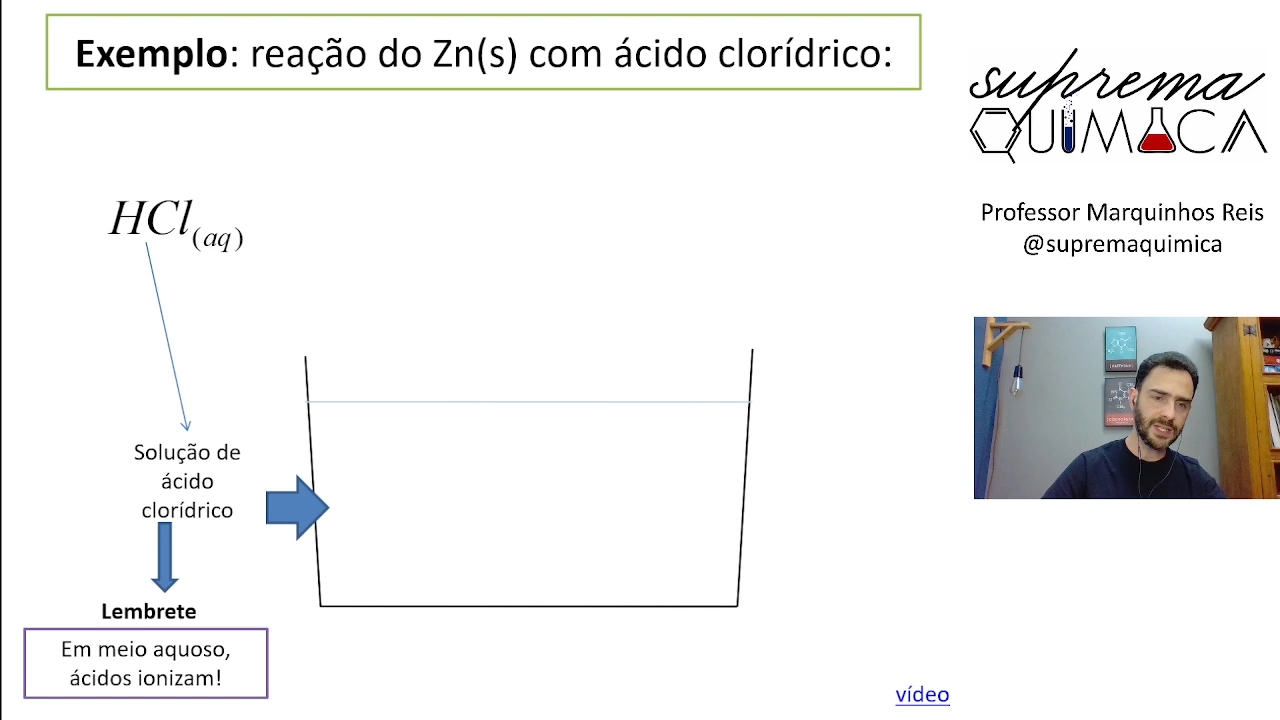 Exemplo: reação do Zn(s) com ácido clorídrico:
suprema
QUÍMICA
Professor Marquinhos Reis
@supremaquimica
HCl(aq)
Solução de
ácido
clorídrico
Lembrete
Em meio aquoso,
ácidos ionizam!
vídeo